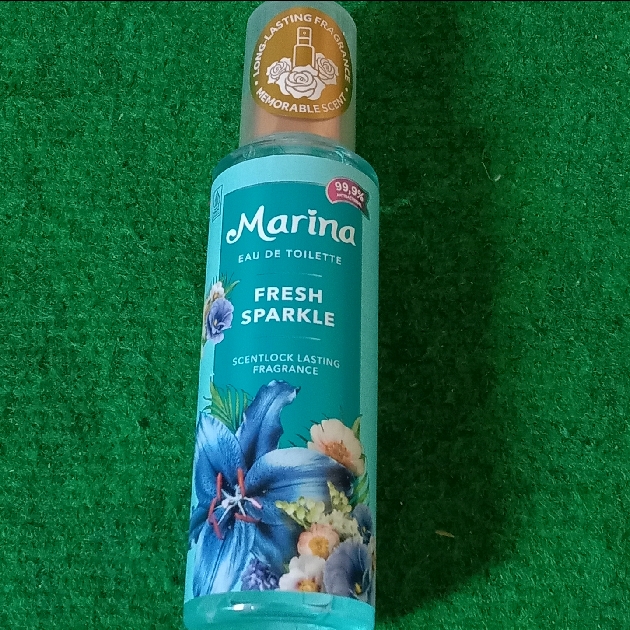 LONG-LASTING FRAGRANCE
MEMORABLE SCENT
99,9%
Marina
EAU DE TOILETTE
FRESH
SPARKLE
SCENTLOCK LASTING
FRAGRANCE